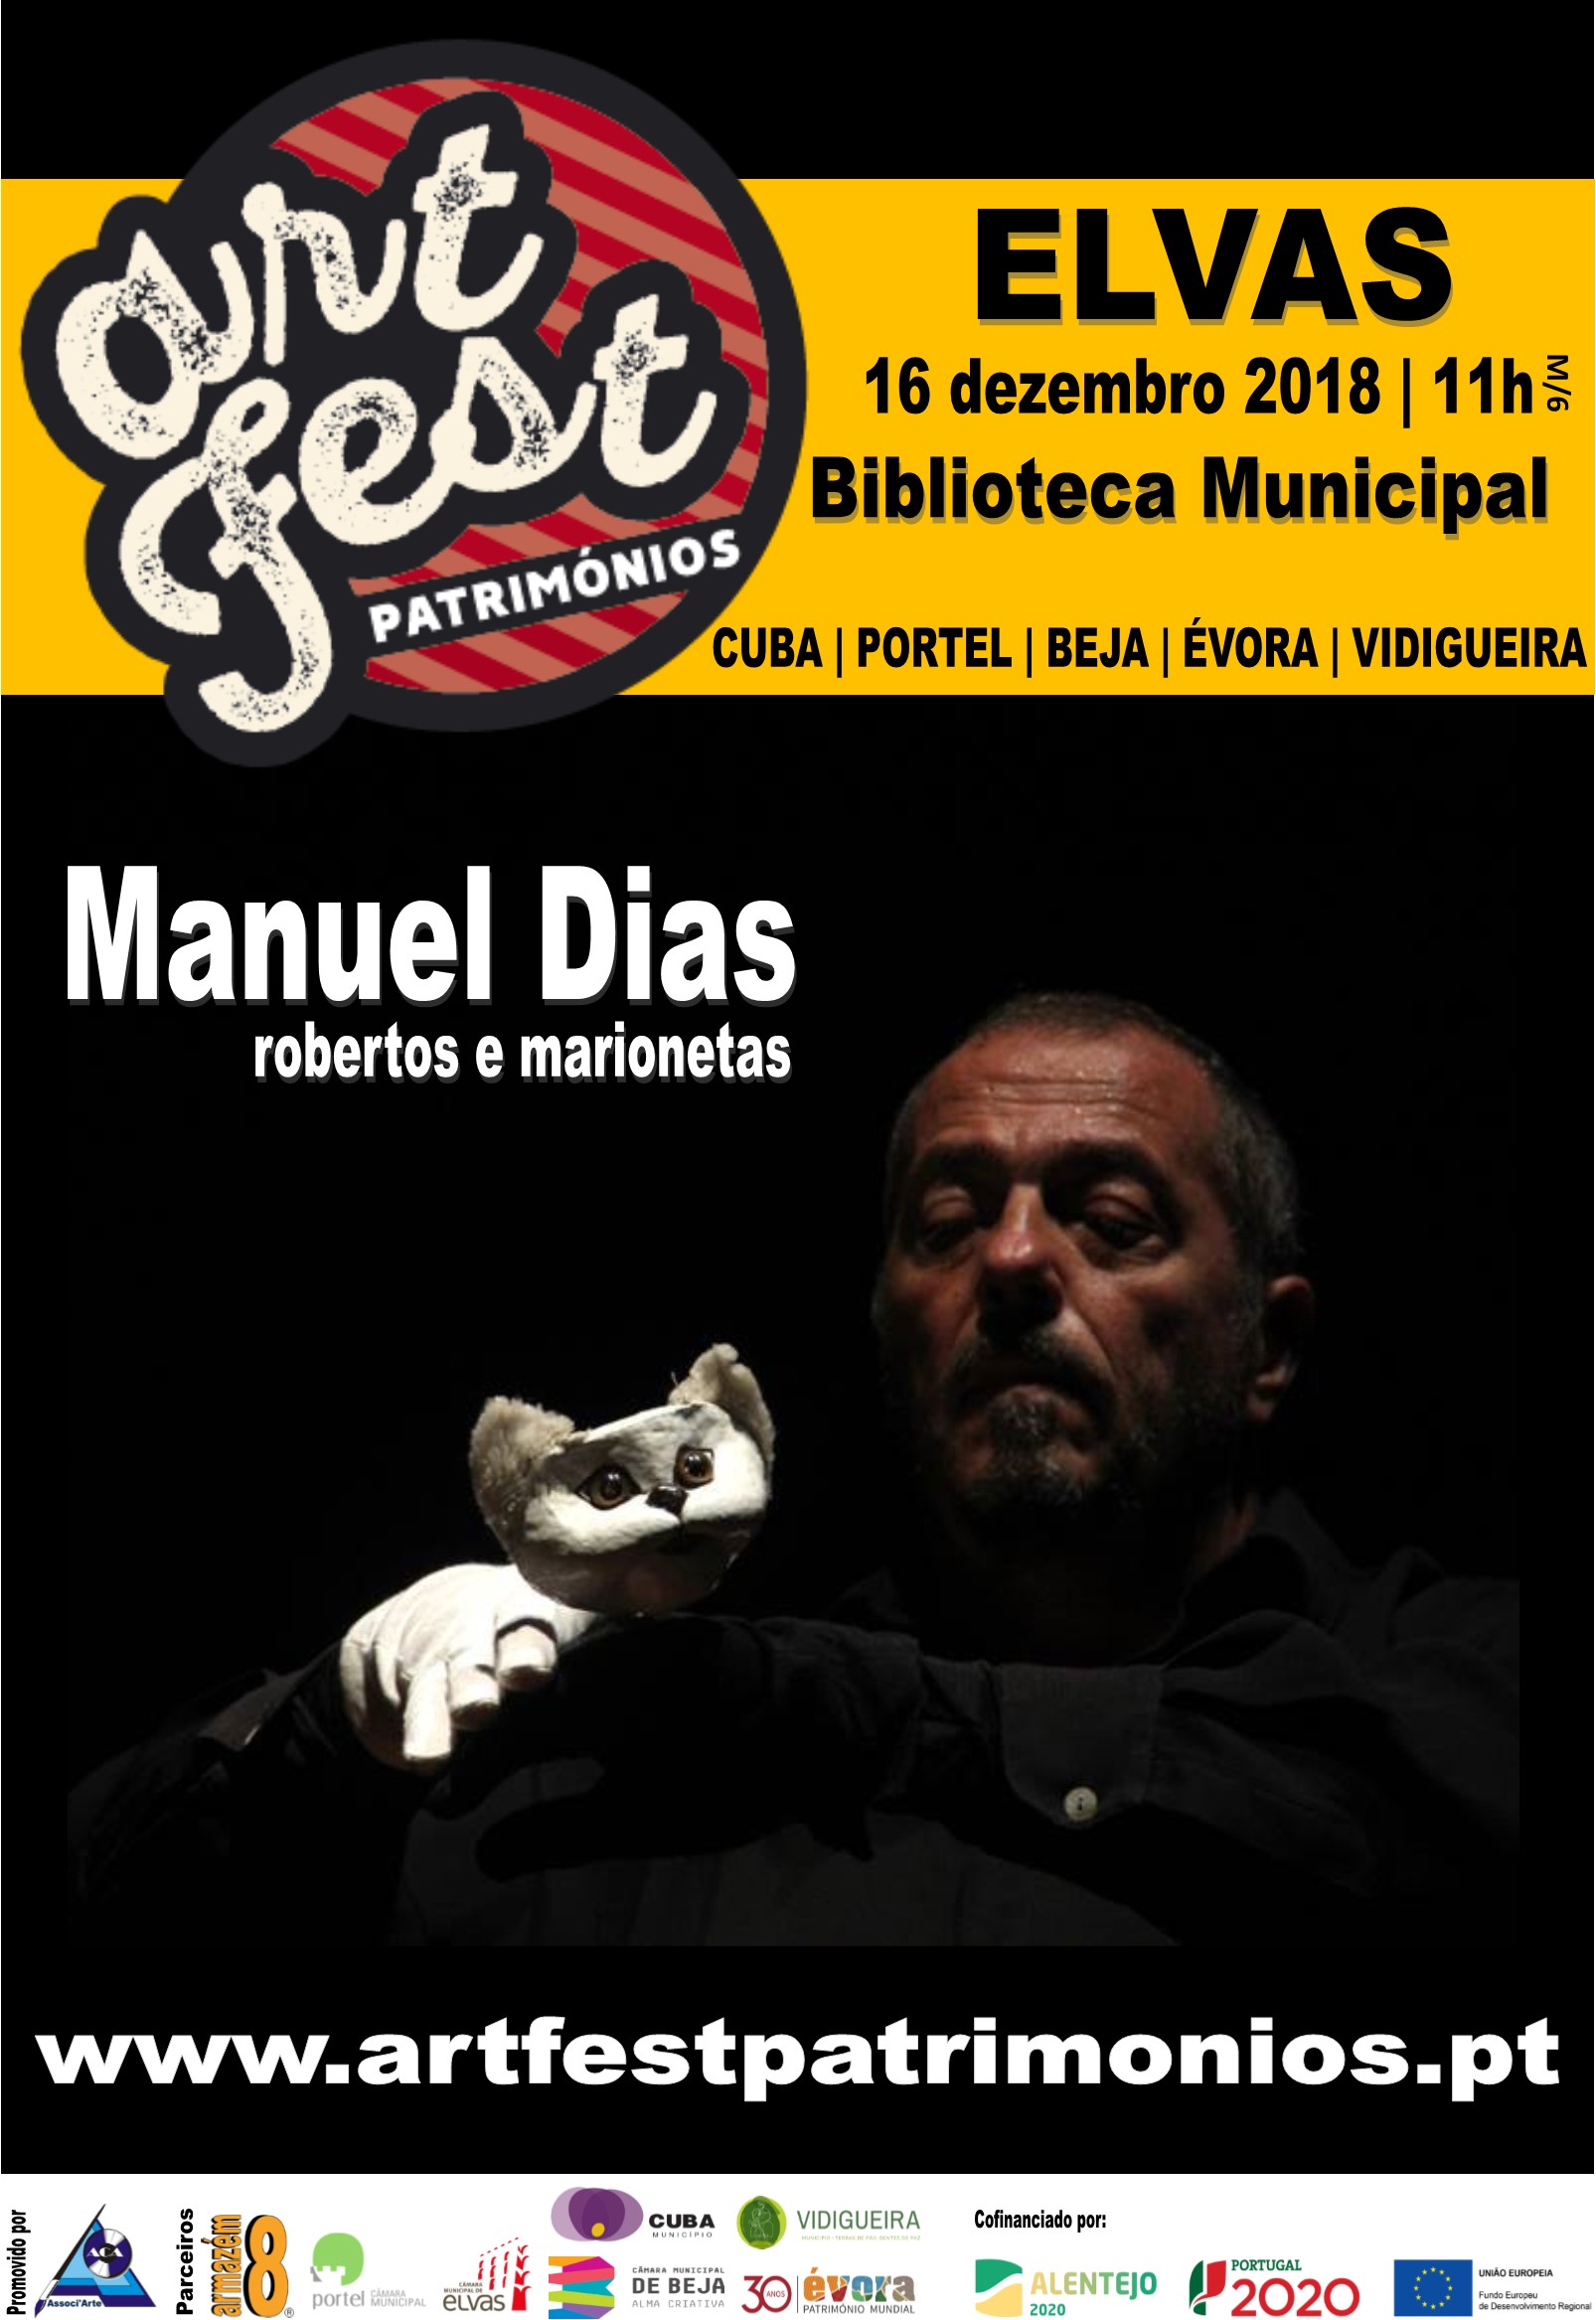 art
fest
PATRIMÓNIOS
ELVAS
16 dezembro 2018 | 11h M/6
Biblioteca Municipal
CUBA | PORTEL | BEJA | ÉVORA | VIDIGUEIRA
Manuel Dias
robertos e marionetas
www.artfestpatrimonios.pt
Promovido por
Associ'Arte
Parceiros
armazém 8
portel CÂMARA MUNICIPAL
CÂMARA MUNICIPAL DE elvas
CUBA
MUNICÍPIO
VIDIGUEIRA
CÂMARA MUNICIPAL
DE BEJA
ALMA CRIATIVA
30 ANOS
évora
PATRIMÓNIO MUNDIAL
Cofinanciado por:
ALENTEJO
2020
PORTUGAL
2020
UNIÃO EUROPEIA
Fundo Europeu
de Desenvolvimento Regional